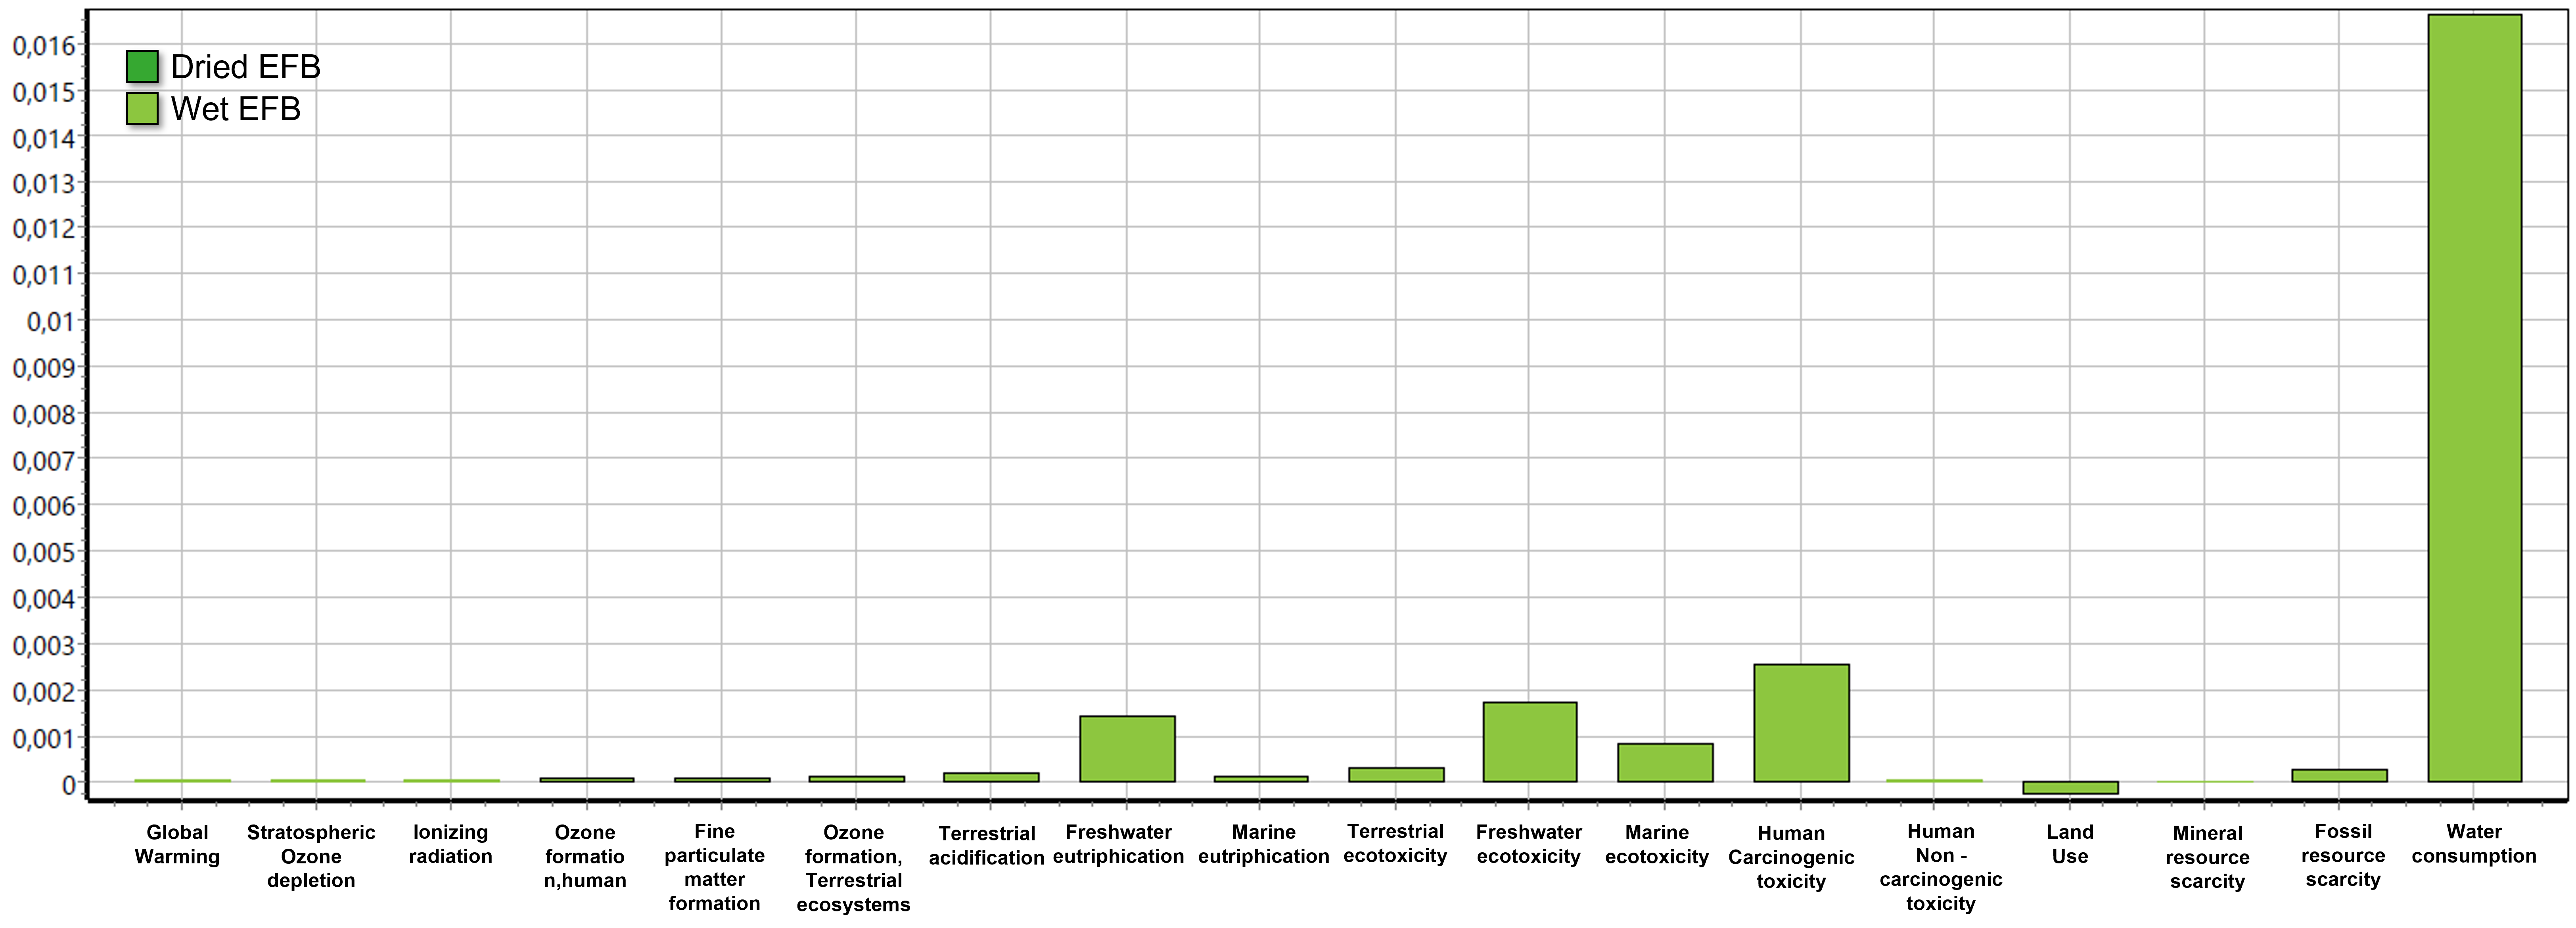 0,016
0,015
0,014
0,013
0,012
0,011
0,01
0,009
0,008
0,007
0,006
0,005
0,004
0,003
0,002
0,001
0
Dried EFB
Wet EFB
Global
Warming
Stratospheric
Ozone
depletion
Ionizing
radiation
Ozone
formatio
n,human
Fine
particulate
matter
formation
Ozone
formation,
Terrestrial
ecosystems
Terrestrial
acidification
Freshwater
eutriphication
Marine
eutriphication
Terrestrial
ecotoxicity
Freshwater
ecotoxicity
Marine
ecotoxicity
Human
Carcinogenic
toxicity
Human
Non -
carcinogenic
toxicity
Land
Use
Mineral
resource
scarcity
Fossil
resource
scarcity
Water
consumption